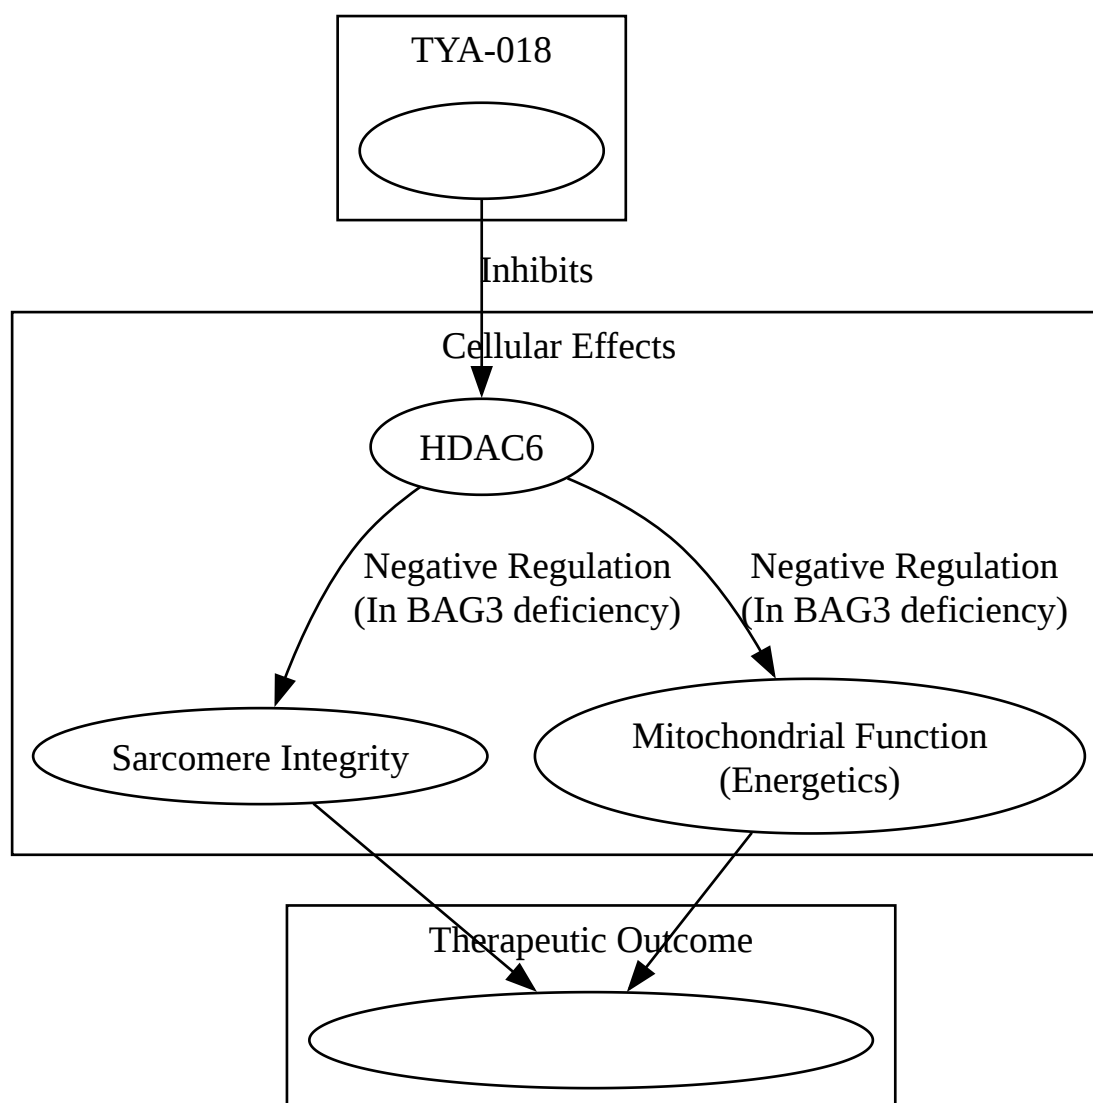 TYA-018
Inhibits
Cellular Effects
HDAC6
Negative Regulation
(In BAG3 deficiency)
Negative Regulation
(In BAG3 deficiency)
Sarcomere Integrity
Mitochondrial Function
(Energetics)
Therapeutic Outcome